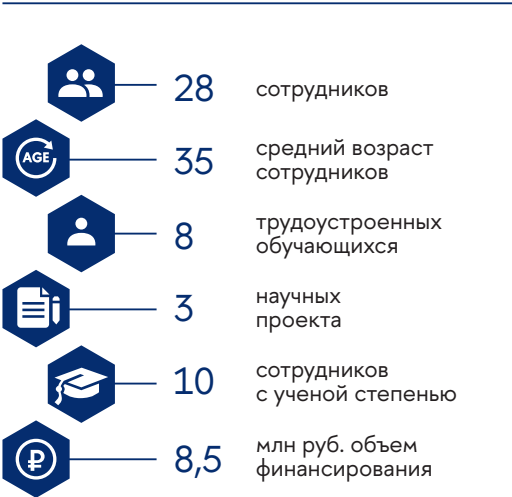 28 сотрудников
AGE
35 средний возраст
сотрудников
8 трудоустроенных
обучающихся
3 научных
проекта
10 сотрудников
с ученой степенью
8,5 млн руб. объем
финансирования